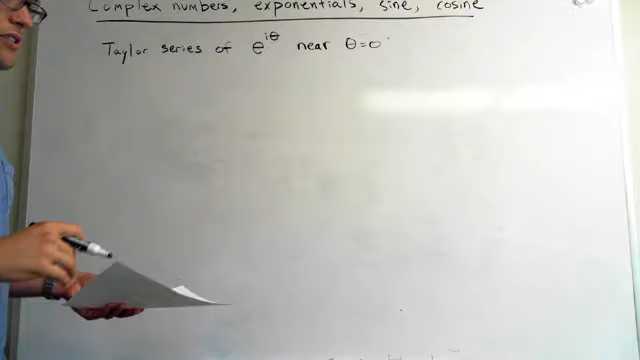 Complex numbers, exponentials, sine, cosine
Taylor series of e^{iθ} near θ=0